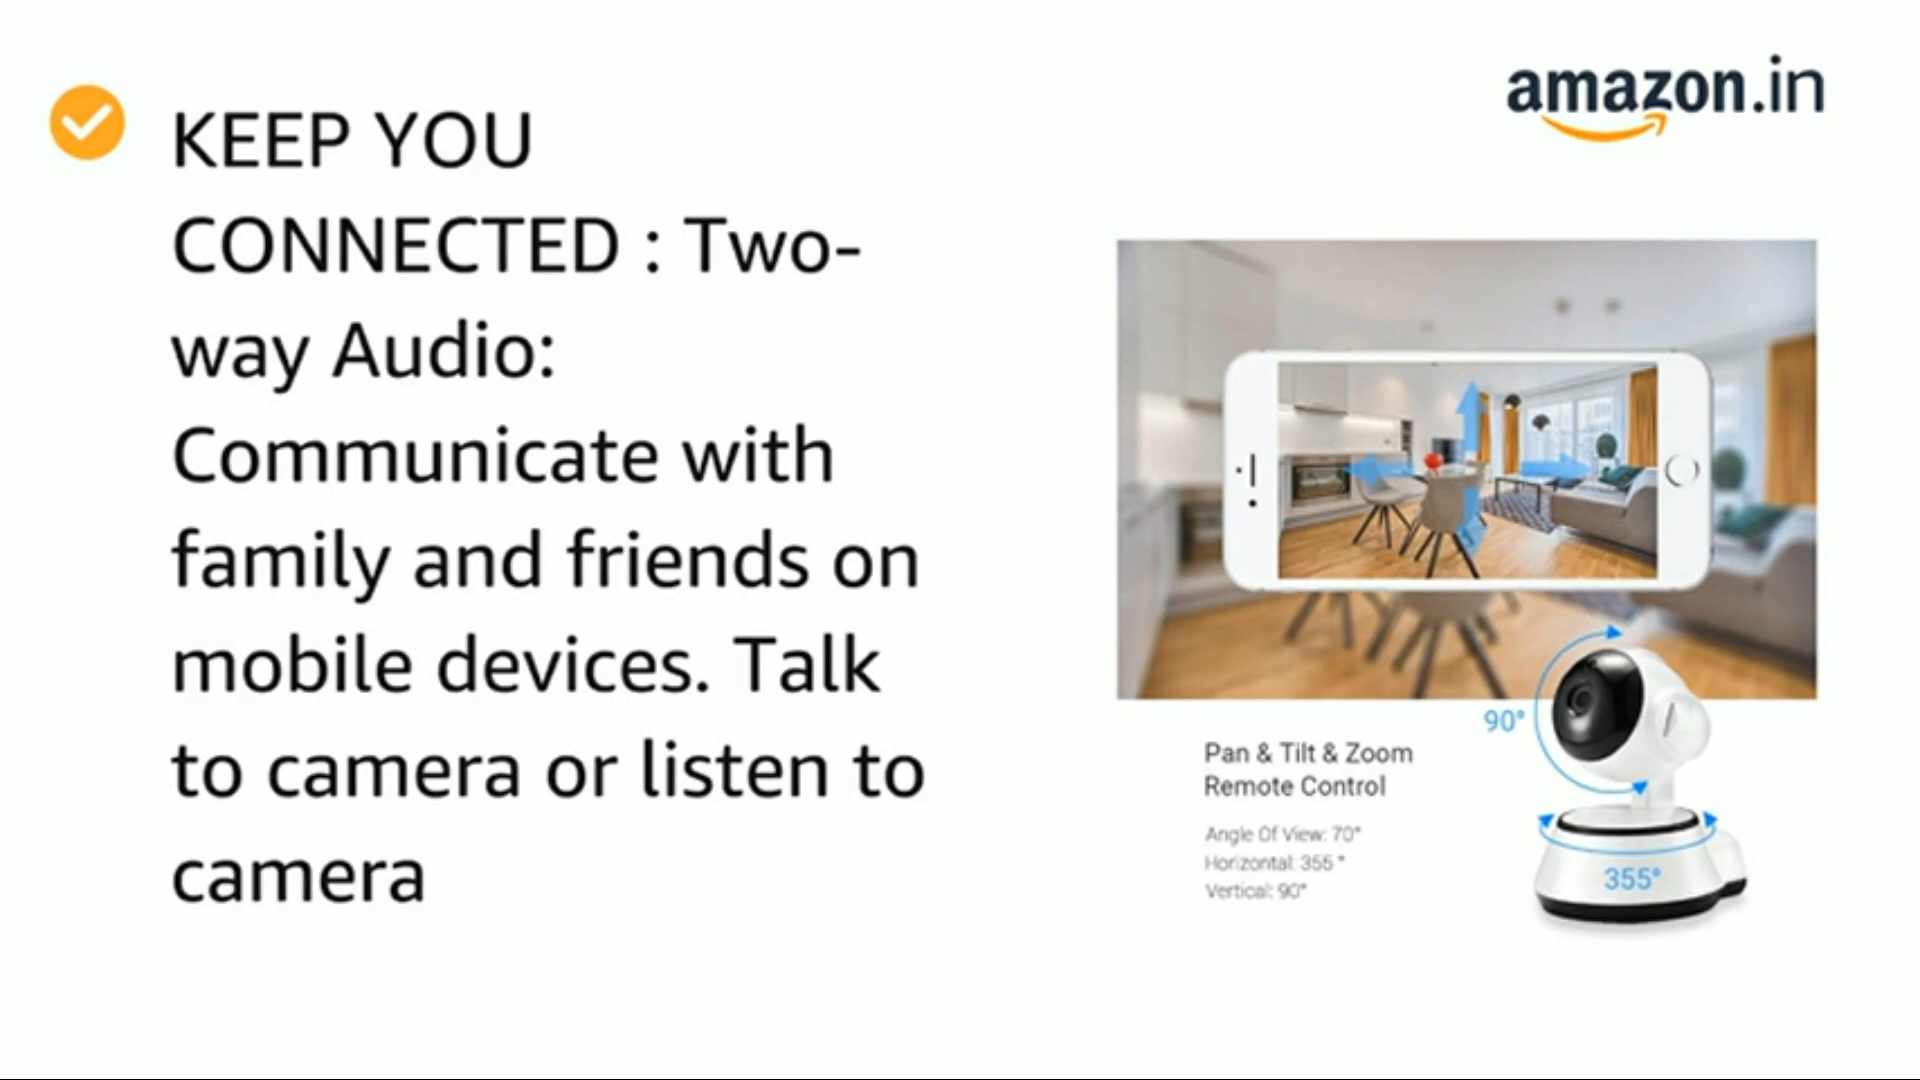 KEEP YOU
CONNECTED : Two-
way Audio:
Communicate with
family and friends on
mobile devices. Talk
to camera or listen to
camera
amazon.in
90°
Pan & Tilt & Zoom
Remote Control
Angle Of View: 70°
Horizontal: 355 °
Vertical: 90°
355°